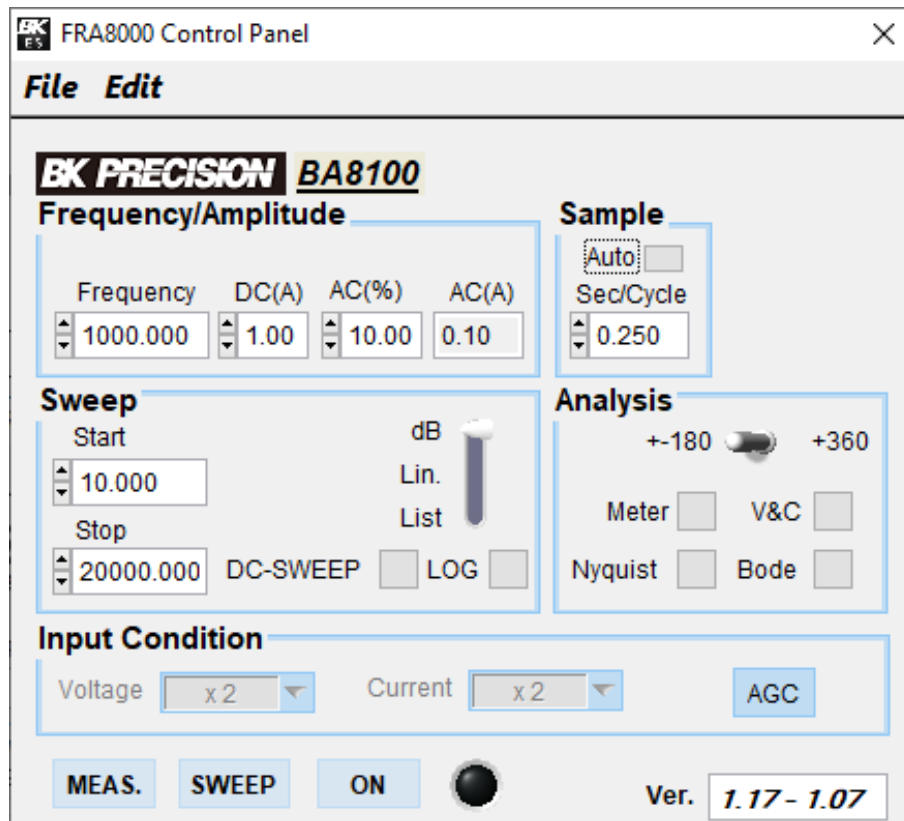 BK
ES
FRA8000 Control Panel
File Edit
BK PRECISION BA8100
Frequency/Amplitude
Frequency DC(A) AC(%) AC(A)
1000.000 1.00 10.00 0.10
Sample
Auto
Sec/Cycle
0.250
Sweep
Start
10.000
Stop
20000.000
dB
Lin.
List
DC-SWEEP LOG
Analysis
+-180 +360
Meter V&C
Nyquist Bode
Input Condition
Voltage x 2 Current x 2 AGC
MEAS. SWEEP ON Ver. 1.17 - 1.07